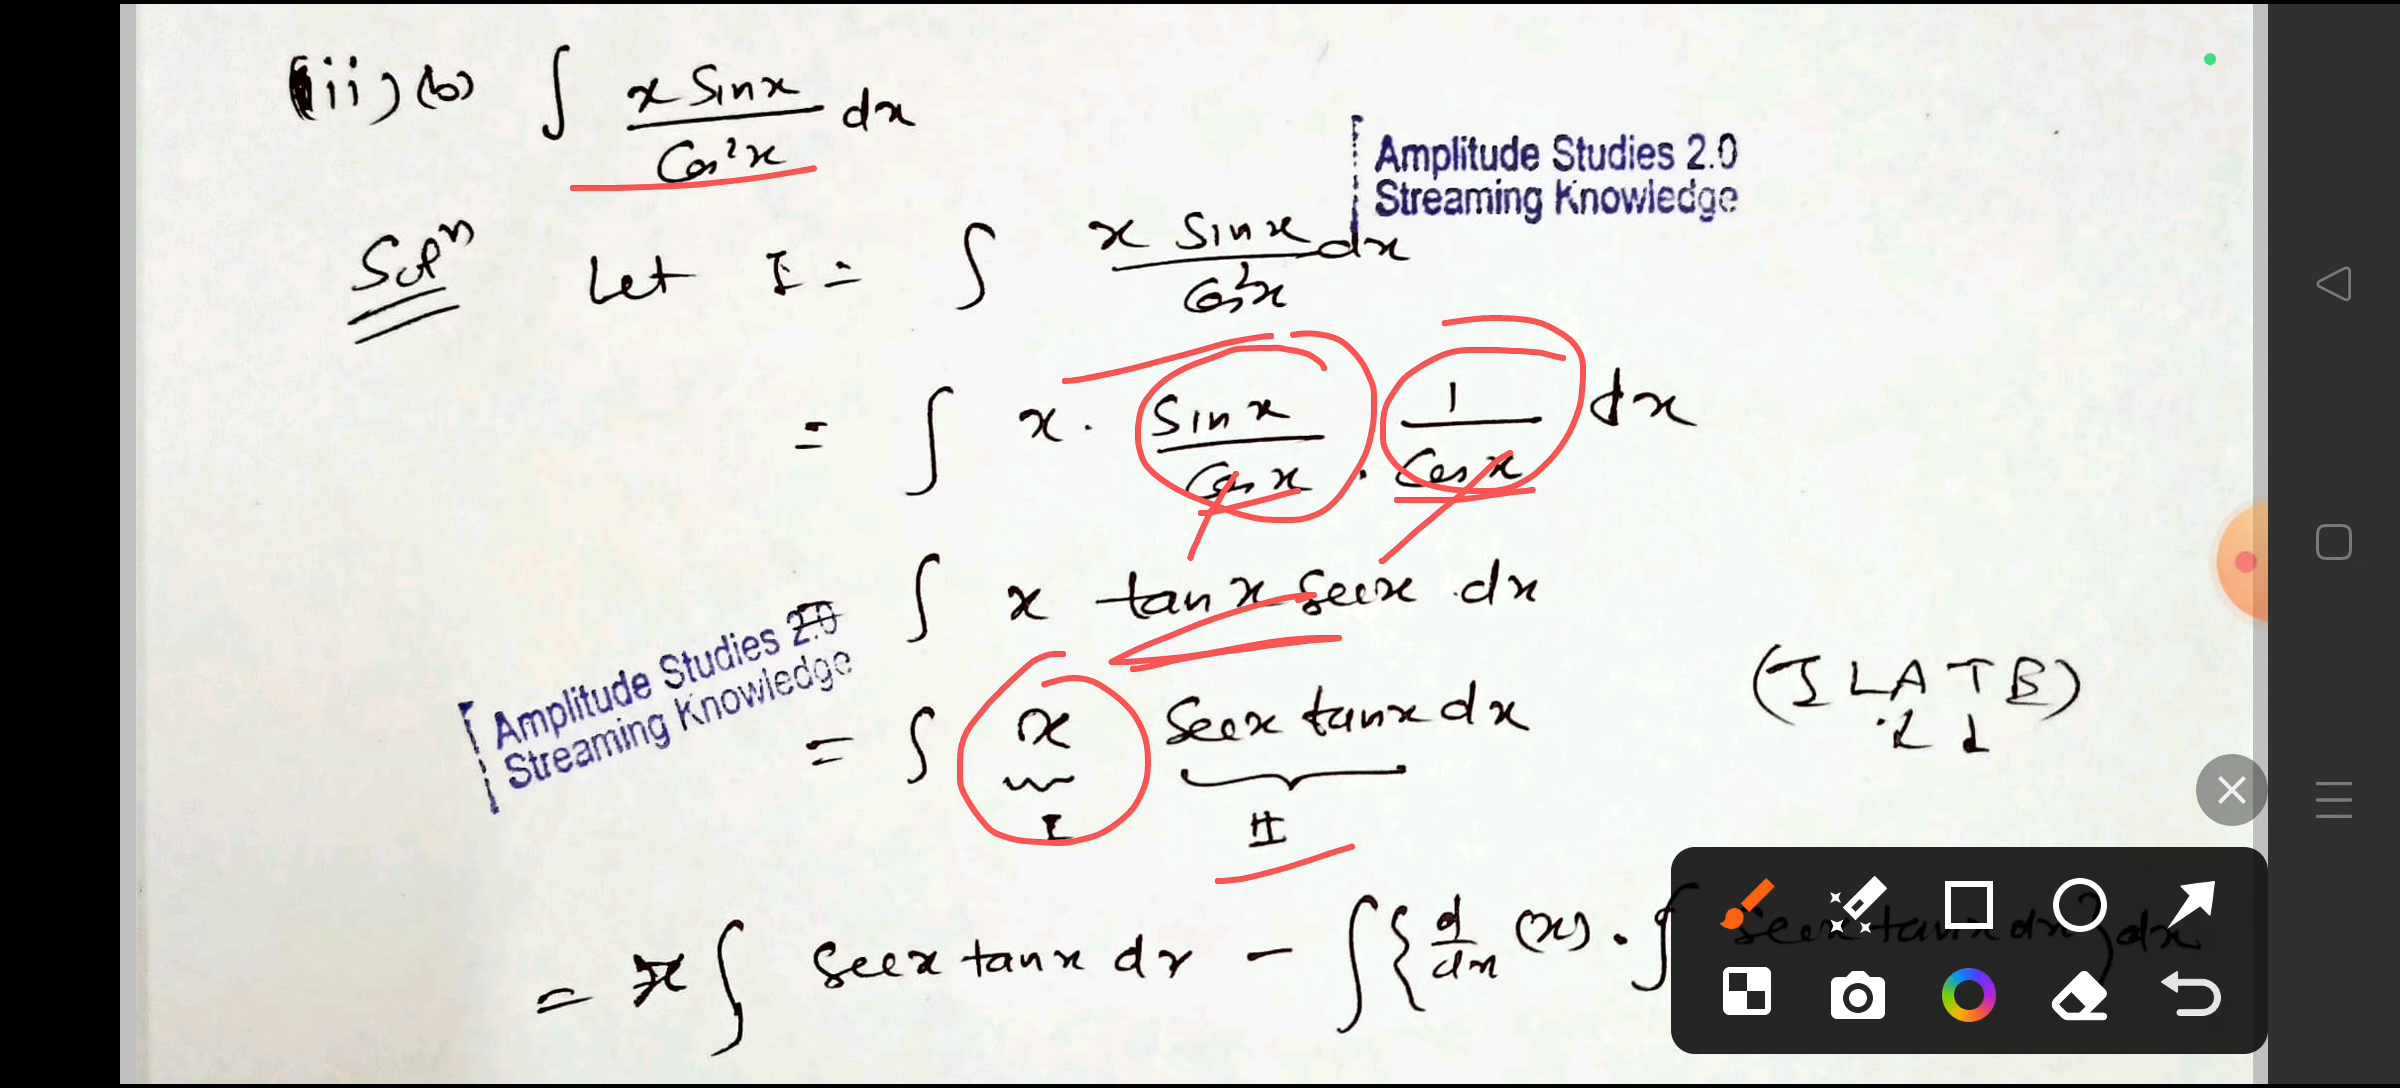 (ii)(b) ∫ x Sinx / Cos²x dx
Amplitude Studies 2.0
Streaming Knowledge
Solⁿ Let I = ∫ x Sinx / Cos²x dx
= ∫ x · Sinx / Cosx · 1 / Cosx dx
= ∫ x tanx Secx dx
Amplitude Studies 2.0
Streaming Knowledge
= ∫ x Secx tanx dx (ILATE)
I II
= x ∫ Secx tanx dx - ∫ { d/dx (x) · ∫ Secx tanx dx } dx